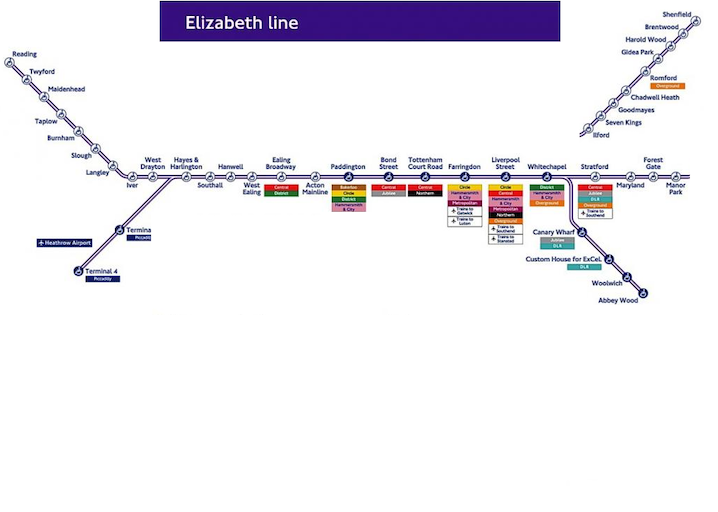 Elizabeth line
Shenfield
Brentwood
Harold Wood
Gidea Park
Romford
Overground
Chadwell Heath
Goodmayes
Seven Kings
Ilford
Reading
Twyford
Maidenhead
Taplow
Burnham
Slough
Langley
Iver
West
Drayton
Hayes &
Harlington
Southall
Hanwell
West
Ealing
Ealing
Broadway
Central
District
Acton
Mainline
Paddington
Bakerloo
Circle
District
Hammersmith
& City
Bond
Street
Central
Jubilee
Tottenham
Court Road
Central
Northern
Farringdon
Circle
Hammersmith
& City
Metropolitan
Trains to
Gatwick
Trains to
Luton
Liverpool
Street
Circle
Central
Hammersmith
& City
Metropolitan
Northern
Overground
Trains to
Southend
Trains to
Stansted
Whitechapel
District
Hammersmith
& City
Overground
Stratford
Central
Jubilee
DLR
Overground
Trains to
Southend
Maryland
Forest
Gate
Manor
Park
Heathrow Airport
Termina
Piccadil
Terminal 4
Piccadilly
Canary Wharf
Jubilee
DLR
Custom House for ExCeL
DLR
Woolwich
Abbey Wood